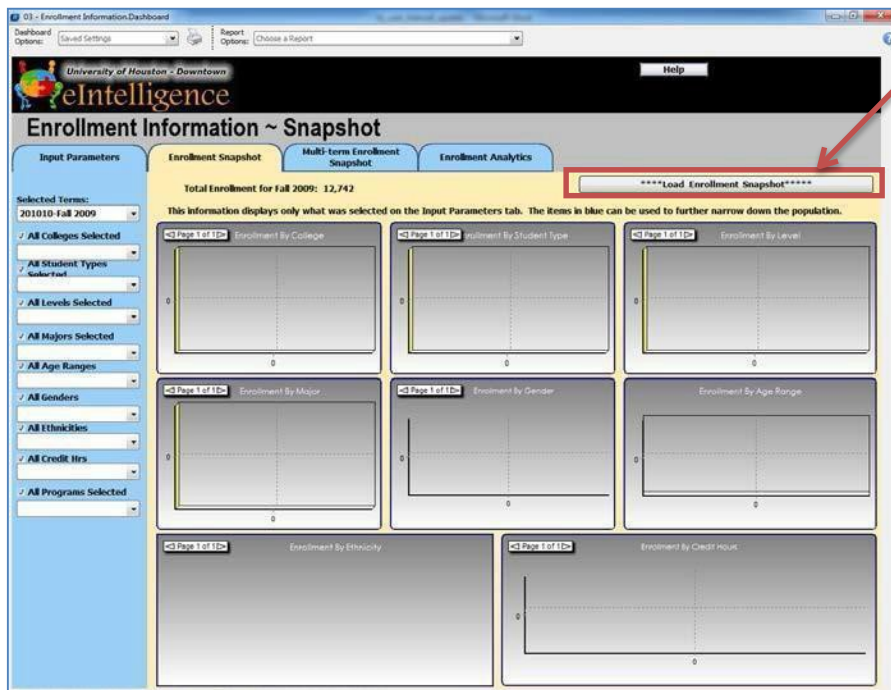 03 - Enrollment Information.Dashboard
Dashboard Options: Saved Settings
Report Options: Choose a Report
University of Houston - Downtown
eIntelligence
Help
Enrollment Information ~ Snapshot
Input Parameters
Enrollment Snapshot
Multi-term Enrollment Snapshot
Enrollment Analytics
Total Enrollment for Fall 2009: 12,742
****Load Enrollment Snapshot*****
This information displays only what was selected on the Input Parameters tab. The items in blue can be used to further narrow down the population.
Selected Terms:
201010-Fall 2009
All Colleges Selected
All Student Types Selected
All Levels Selected
All Majors Selected
All Age Ranges
All Genders
All Ethnicities
All Credit Hrs
All Programs Selected
Page 1 of 1
Enrollment By College
0
0
Page 1 of 1
rollment By Student Type
0
0
Page 1 of 1
Enrollment By Level
0
0
Page 1 of 1
Enrollment By Major
0
0
Page 1 of 1
Enrollment By Gender
0
0
Enrollment By Age Range
0
0
Page 1 of 1
Enrollment By Ethnicity
Page 1 of 1
Enrollment By Credit Hours
0
0